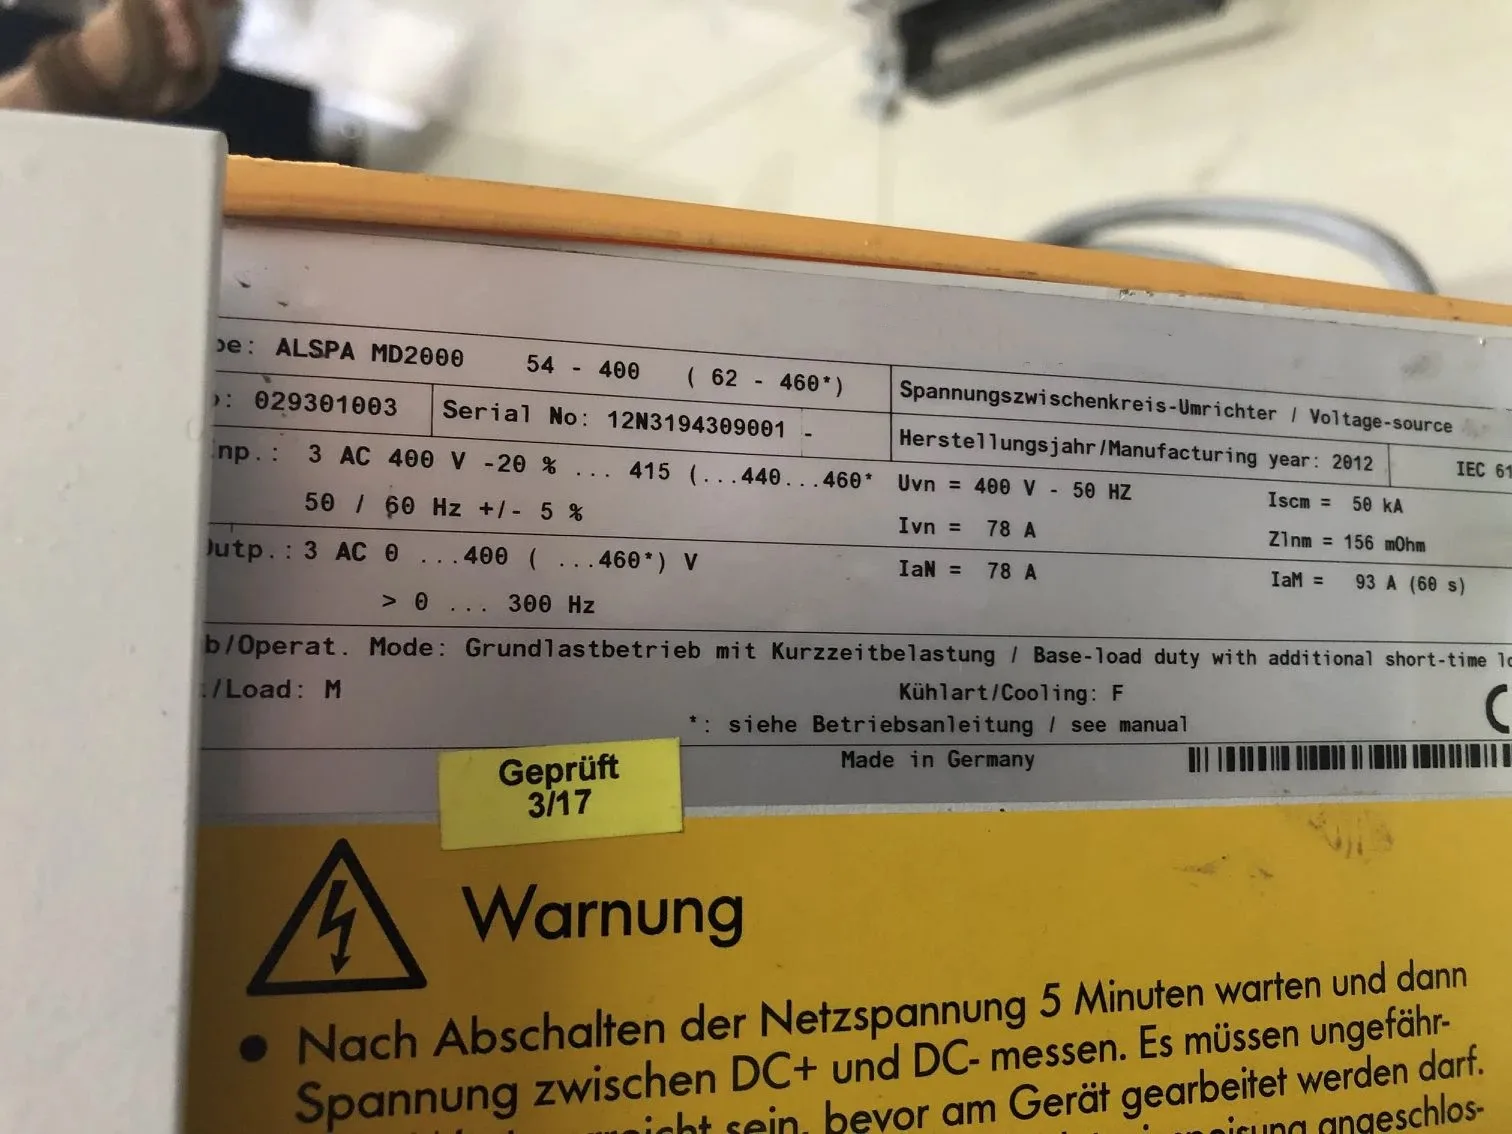 pe: ALSPA MD2000 54 - 400 ( 62 - 460*)
Spannungszwischenkreis-Umrichter / Voltage-source
: 029301003 Serial No: 12N3194309001 -
Herstellungsjahr/Manufacturing year: 2012 IEC 61
np.: 3 AC 400 V -20 % ... 415 (...440...460*
Uvn = 400 V - 50 HZ Iscm = 50 kA
50 / 60 Hz +/- 5 %
Ivn = 78 A Zlnm = 156 mOhm
utp.: 3 AC 0 ...400 ( ...460*) V
IaN = 78 A IaM = 93 A (60 s)
> 0 ... 300 Hz
b/Operat. Mode: Grundlastbetrieb mit Kurzzeitbelastung / Base-load duty with additional short-time lo
/Load: M Kühlart/Cooling: F
*: siehe Betriebsanleitung / see manual
Made in Germany
Geprüft
3/17
Warnung
● Nach Abschalten der Netzspannung 5 Minuten warten und dann
Spannung zwischen DC+ und DC- messen. Es müssen ungefähr-
sein, bevor am Gerät gearbeitet werden darf.
angeschlos-